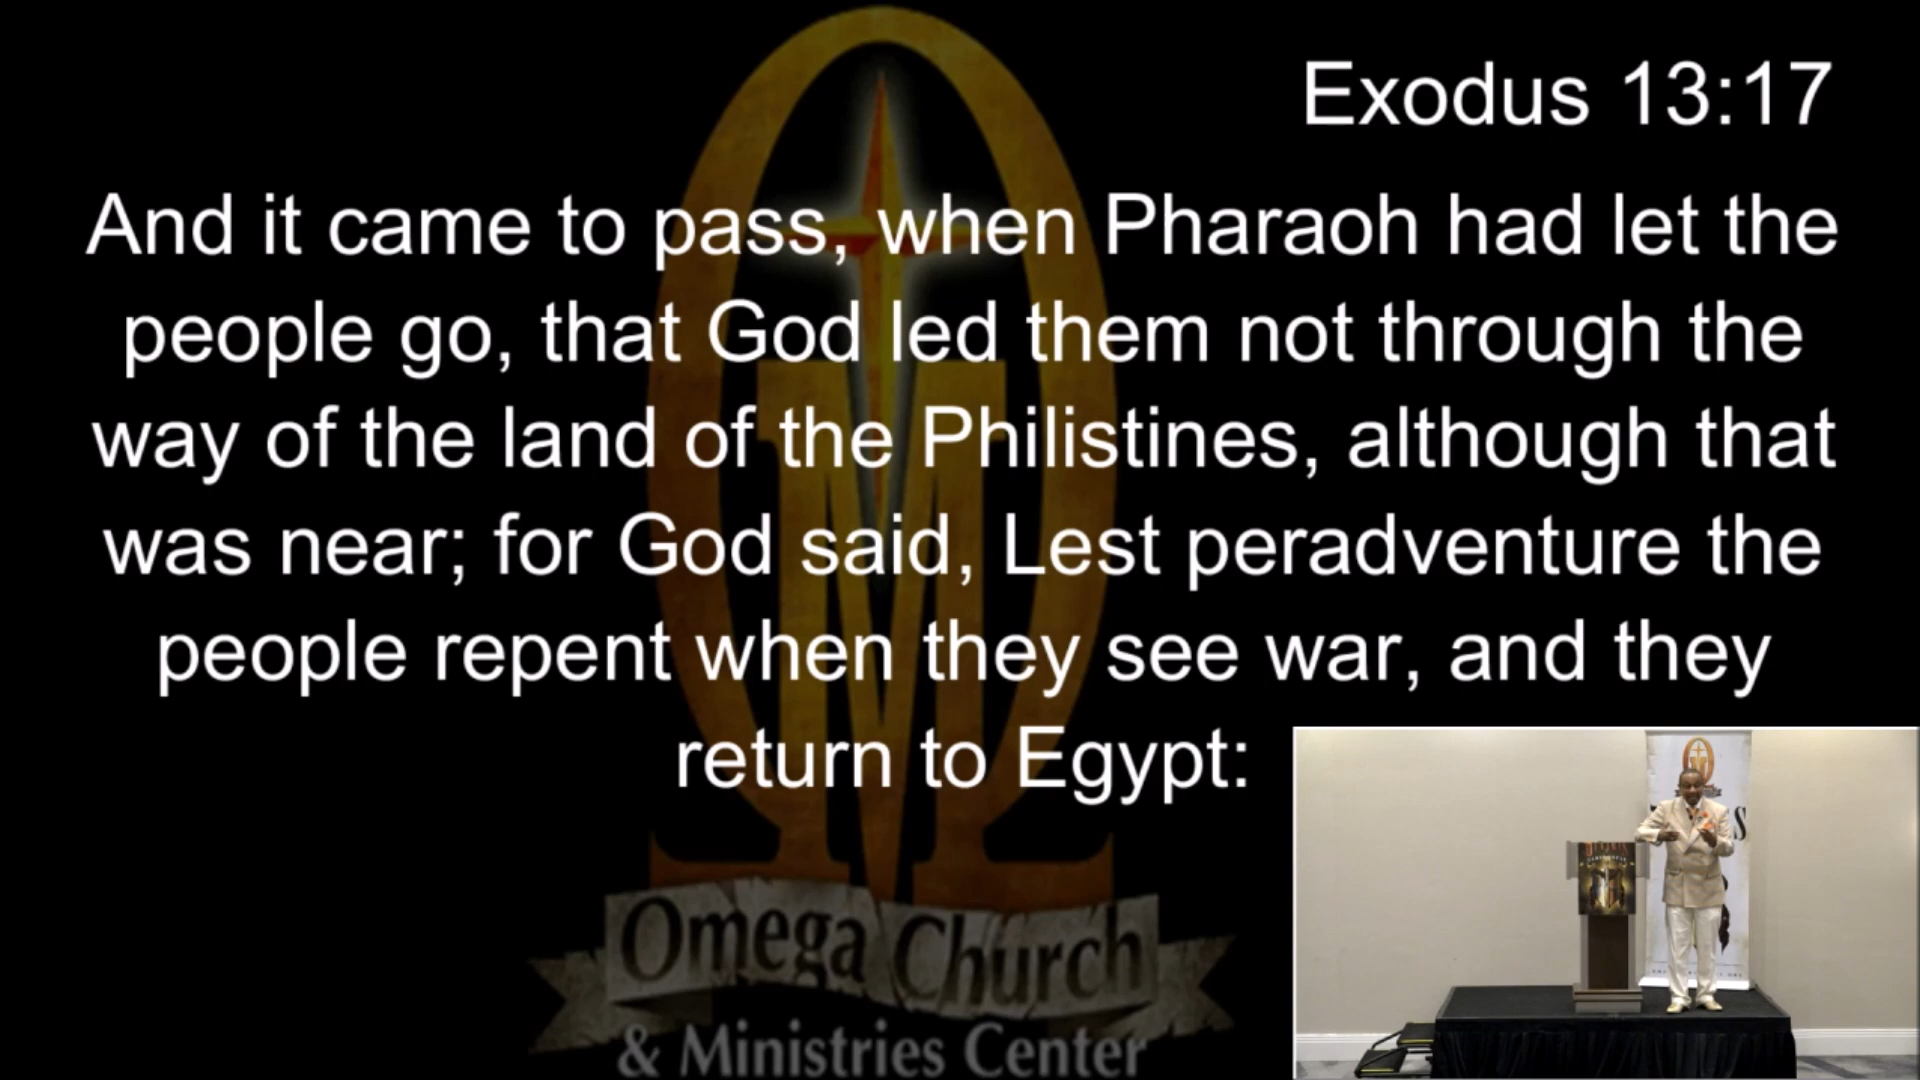 Exodus 13:17
And it came to pass, when Pharaoh had let the
people go, that God led them not through the
way of the land of the Philistines, although that
was near; for God said, Lest peradventure the
people repent when they see war, and they
return to Egypt:
Omega Church
& Ministries Center